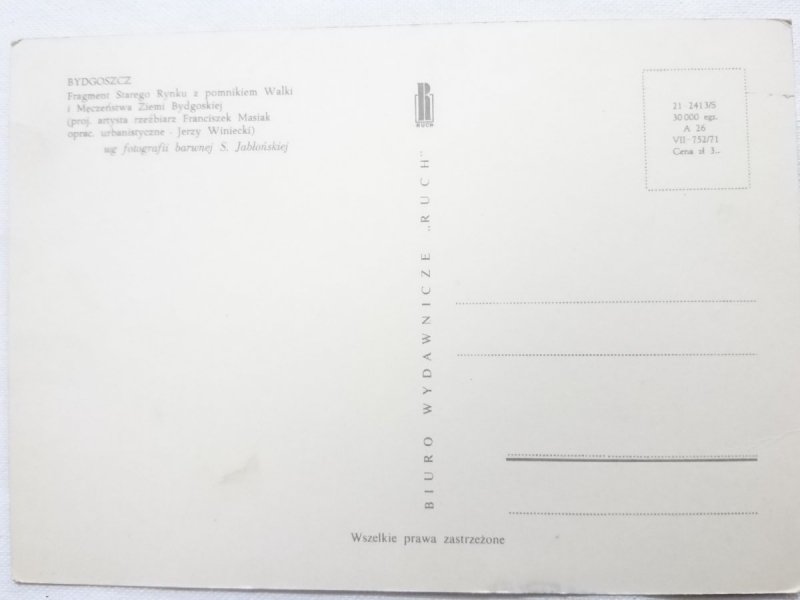 BYDGOSZCZ
Fragment Starego Rynku z pomnikiem Walki
i Męczeństwa Ziemi Bydgoskiej
(proj. artysta rzeźbiarz Franciszek Masiak
oprac. urbanistyczne - Jerzy Winiecki)
wg fotografii barwnej S. Jabłońskiej
R
RUCH
BIURO WYDAWNICZE „RUCH"
21 - 2413/S
30 000 egz.
A 26
VII-752/71
Cena zł 3.-
Wszelkie prawa zastrzeżone